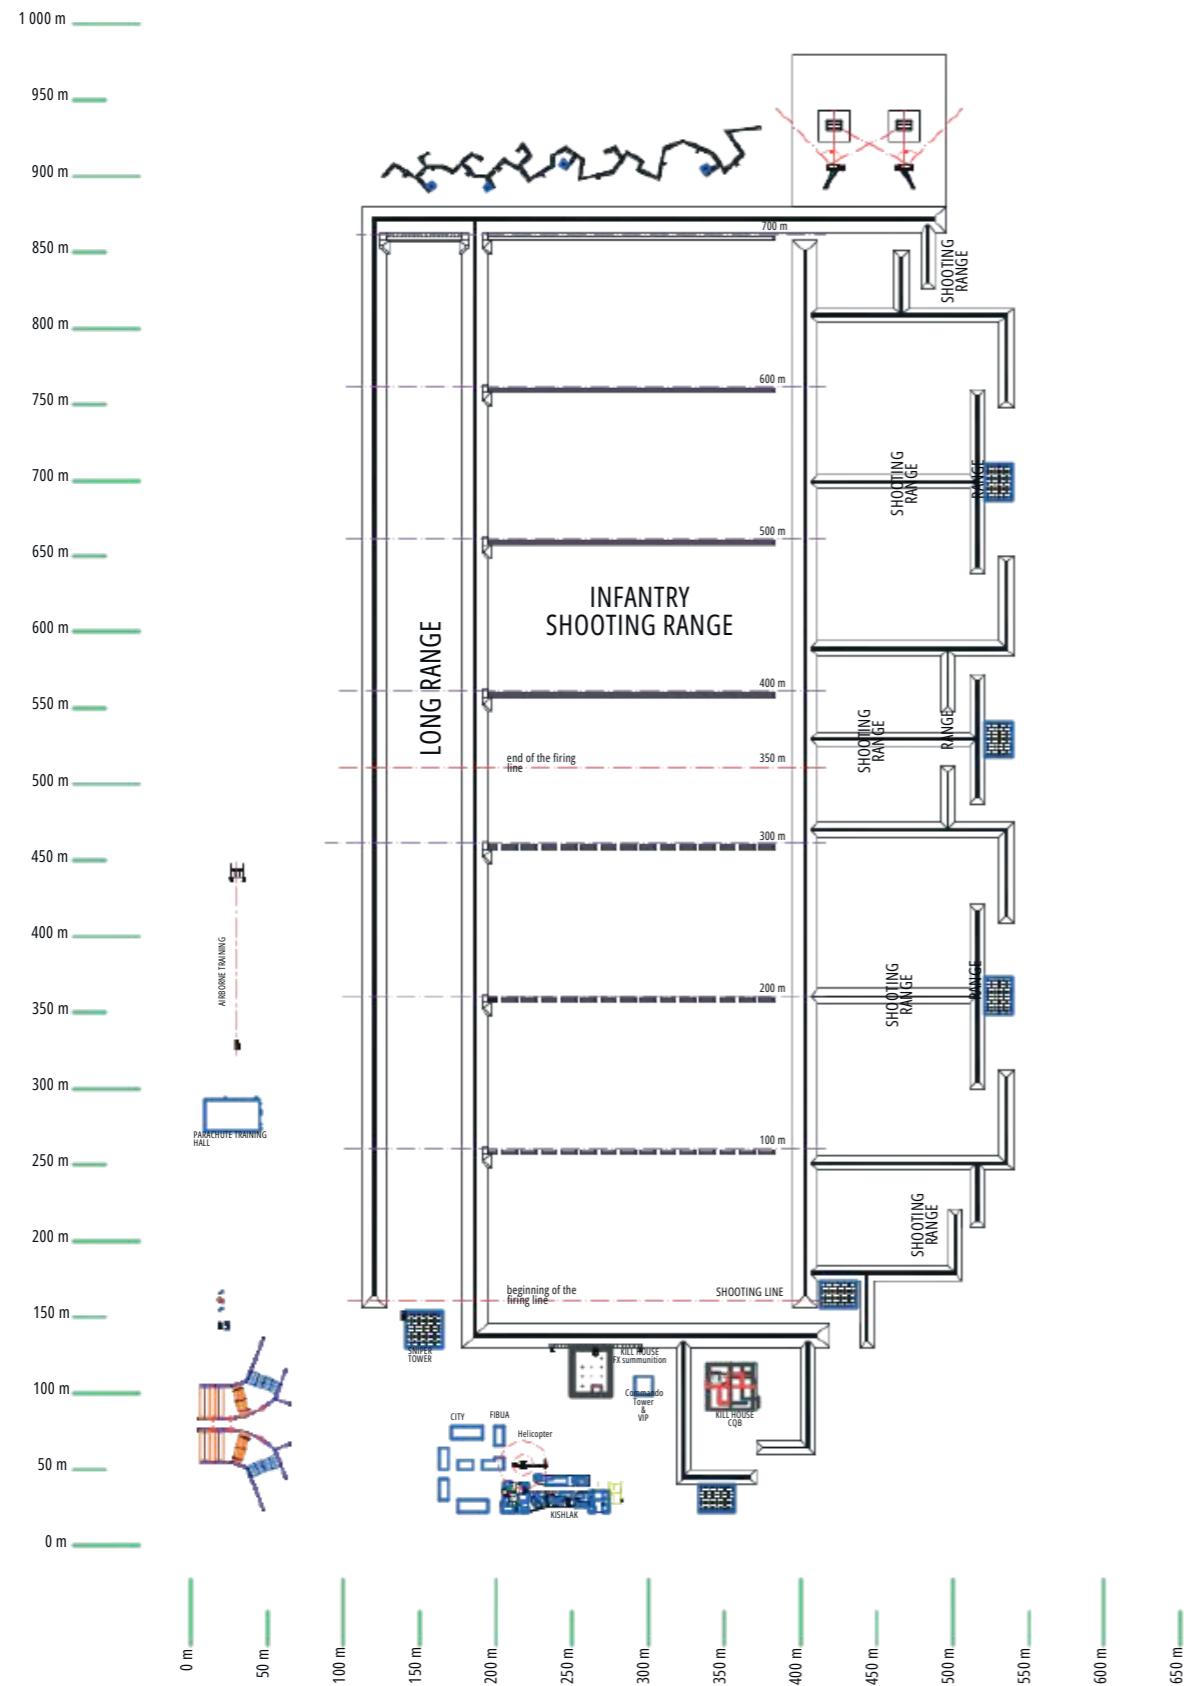 1 000 m
950 m
900 m
850 m
800 m
750 m
700 m
650 m
600 m
550 m
500 m
450 m
400 m
350 m
300 m
250 m
200 m
150 m
100 m
50 m
0 m
700 m
600 m
500 m
400 m
350 m
300 m
200 m
100 m
LONG RANGE
INFANTRY
SHOOTING RANGE
end of the firing
line
beginning of the
firing line
SHOOTING LINE
SHOOTING
RANGE
SHOOTING
RANGE
RANGE
SHOOTING
RANGE
RANGE
SHOOTING
RANGE
RANGE
SHOOTING
RANGE
AIRBORNE TRAINING
PARACHUTE TRAINING
HALL
SNIPER
TOWER
KILL HOUSE
FX summunition
Commando
Tower
&
VIP
KILL HOUSE
CQB
CITY
FIBUA
Helicopter
KISHLAK
0 m
50 m
100 m
150 m
200 m
250 m
300 m
350 m
400 m
450 m
500 m
550 m
600 m
650 m